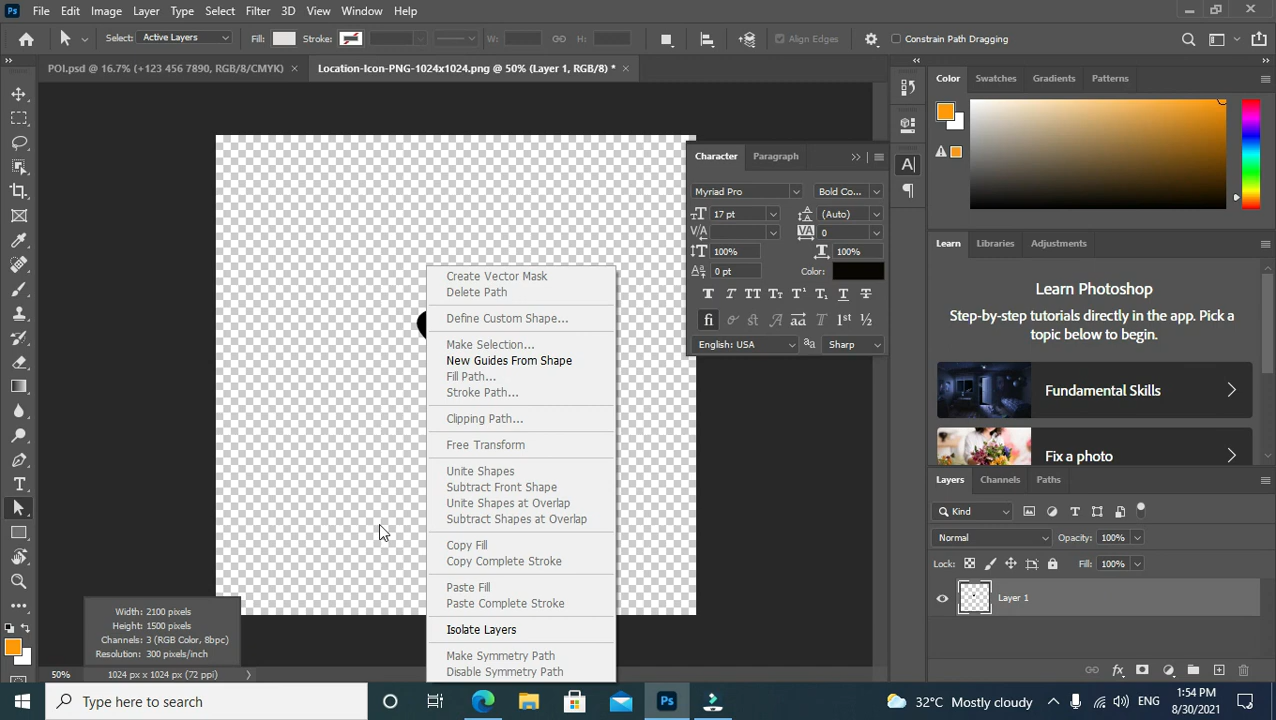 Ps File Edit Image Layer Type Select Filter 3D View Window Help
Select: Active Layers Fill: Stroke: W: H: Align Edges Constrain Path Dragging
POI.psd @ 16.7% (+123 456 7890, RGB/8/CMYK) × Location-Icon-PNG-1024x1024.png @ 50% (Layer 1, RGB/8) * ×
Color Swatches Gradients Patterns
Character Paragraph
Myriad Pro Bold Co...
17 pt (Auto)
0
100% 100%
0 pt Color:
English: USA Sharp
Create Vector Mask
Delete Path
Define Custom Shape...
Make Selection...
New Guides From Shape
Fill Path...
Stroke Path...
Clipping Path...
Free Transform
Unite Shapes
Subtract Front Shape
Unite Shapes at Overlap
Subtract Shapes at Overlap
Copy Fill
Copy Complete Stroke
Paste Fill
Paste Complete Stroke
Isolate Layers
Make Symmetry Path
Disable Symmetry Path
Learn Libraries Adjustments
Learn Photoshop
Step-by-step tutorials directly in the app. Pick a
topic below to begin.
Fundamental Skills
Fix a photo
Layers Channels Paths
Kind
Normal Opacity: 100%
Lock: Fill: 100%
Layer 1
Width: 2100 pixels
Height: 1500 pixels
Channels: 3 (RGB Color, 8bpc)
Resolution: 300 pixels/inch
50% 1024 px x 1024 px (72 ppi)
Type here to search
Ps
32°C Mostly cloudy
ENG
1:54 PM
8/30/2021